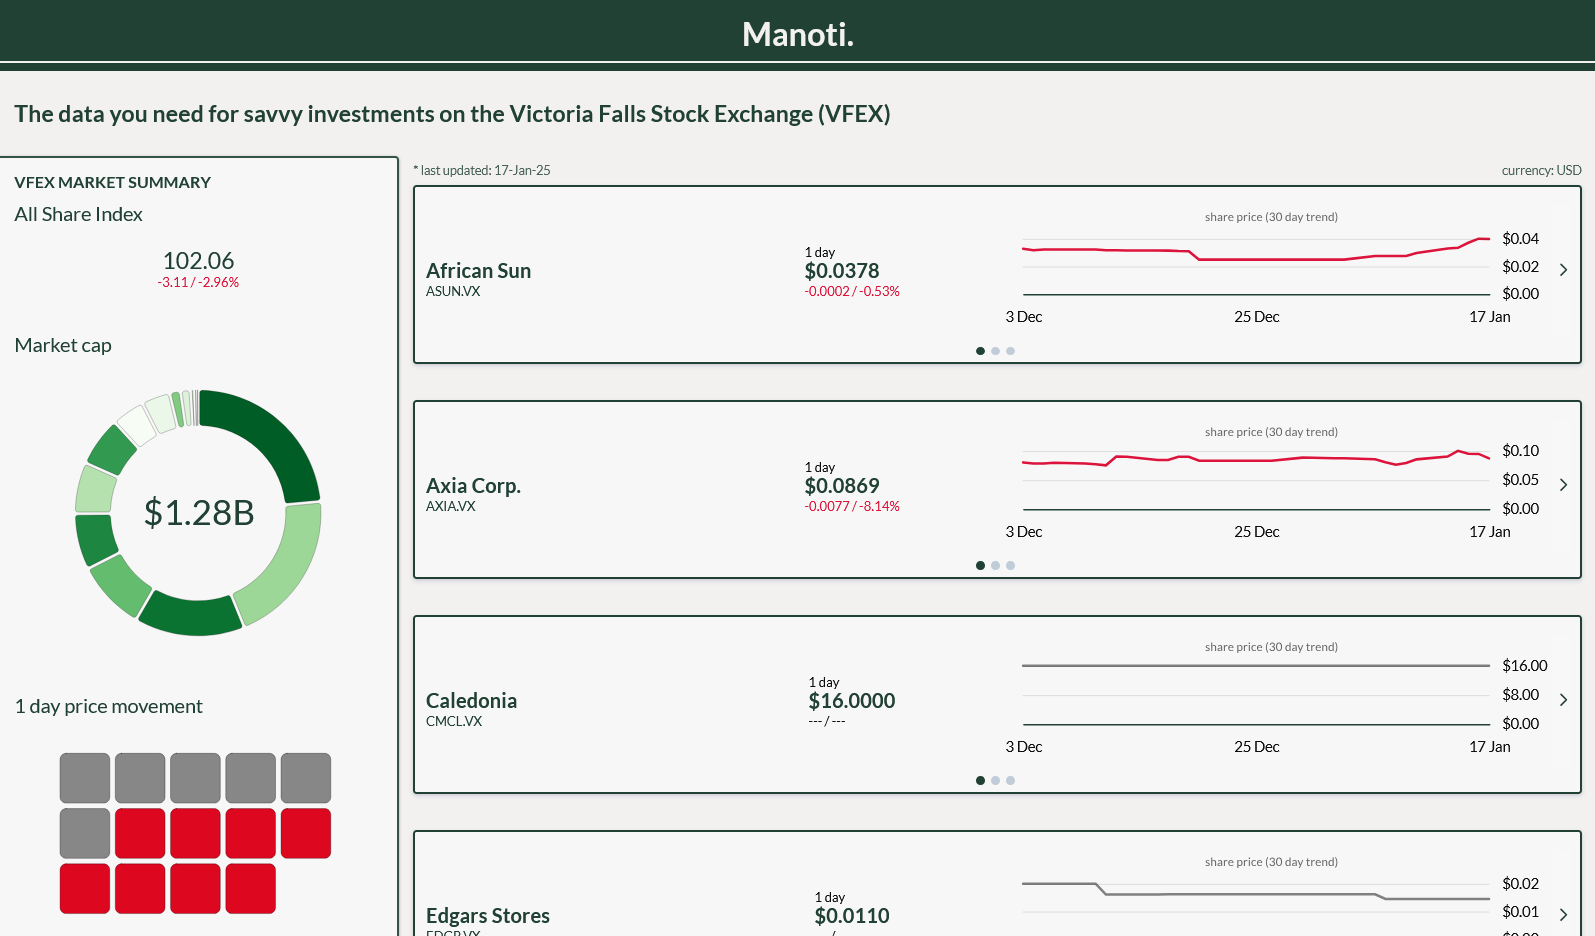 Manoti.
The data you need for savvy investments on the Victoria Falls Stock Exchange (VFEX)
VFEX MARKET SUMMARY
All Share Index
102.06
-3.11 / -2.96%
Market cap
$1.28B
1 day price movement
* last updated: 17-Jan-25
currency: USD
African Sun
ASUN.VX
1 day
$0.0378
-0.0002 / -0.53%
share price (30 day trend)
$0.04
$0.02
$0.00
3 Dec
25 Dec
17 Jan
Axia Corp.
AXIA.VX
1 day
$0.0869
-0.0077 / -8.14%
share price (30 day trend)
$0.10
$0.05
$0.00
3 Dec
25 Dec
17 Jan
Caledonia
CMCL.VX
1 day
$16.0000
--- / ---
share price (30 day trend)
$16.00
$8.00
$0.00
3 Dec
25 Dec
17 Jan
Edgars Stores
1 day
$0.0110
share price (30 day trend)
$0.02
$0.01